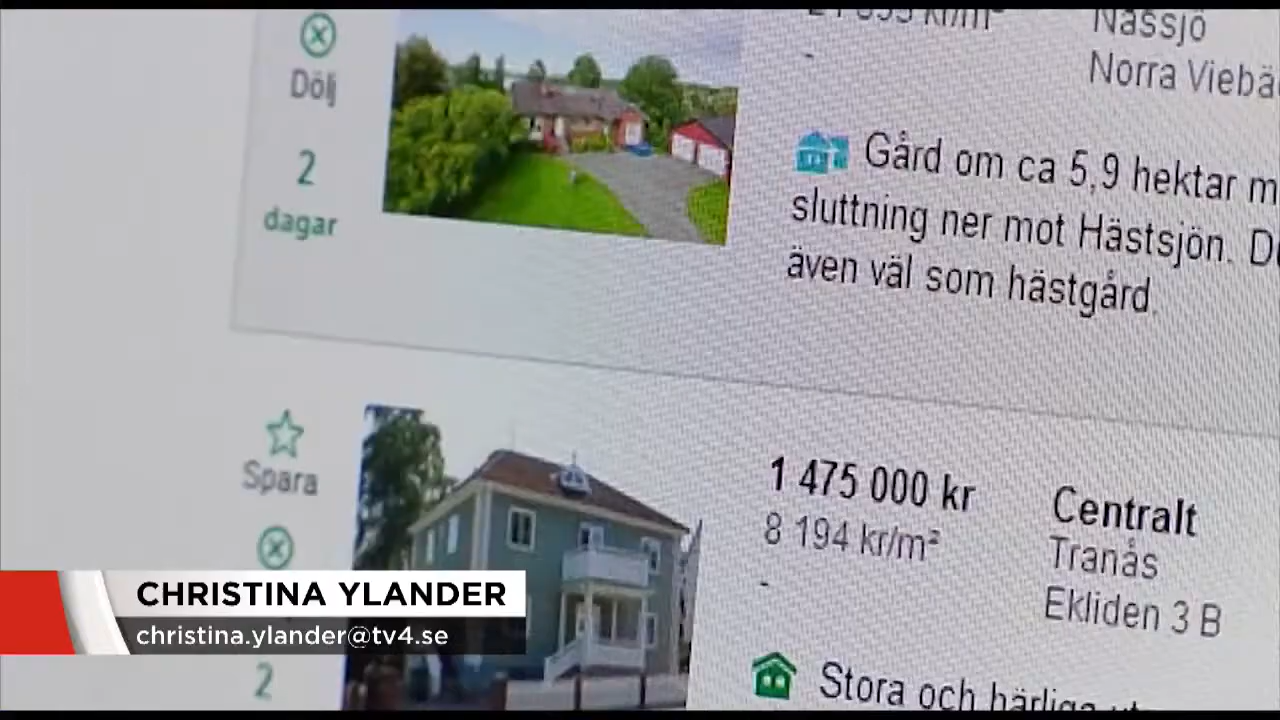 Dölj
2
dagar
Nässjö
Norra
Gård om ca 5,9 hektar
sluttning ner mot Hästsjön.
även väl som hästgård.
Spara
2
1 475 000 kr
8 194 kr/m²
-
Centralt
Tranås
Ekliden 3 B
Stora och
CHRISTINA YLANDER
christina.ylander@tv4.se